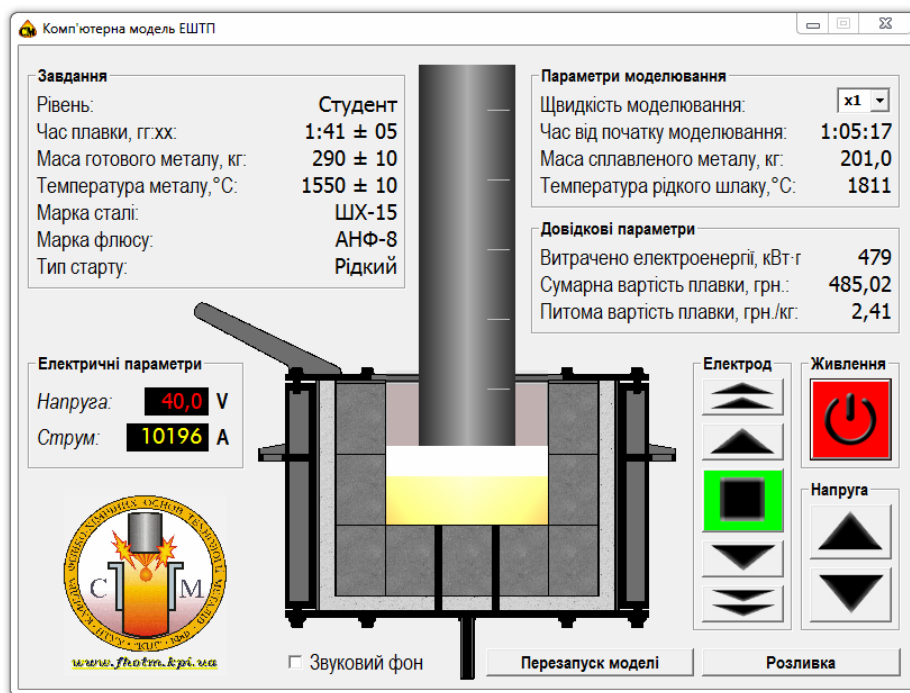 Комп'ютерна модель ЕШТП
Завдання
Рівень: Студент
Час плавки, гг:хх: 1:41 ± 05
Маса готового металу, кг: 290 ± 10
Температура металу,°С: 1550 ± 10
Марка сталі: ШХ-15
Марка флюсу: АНФ-8
Тип старту: Рідкий
Параметри моделювання
Щвидкість моделювання: x1
Час від початку моделювання: 1:05:17
Маса сплавленого металу, кг: 201,0
Температура рідкого шлаку,°С: 1811
Довідкові параметри
Витрачено електроенергії, кВт·г 479
Сумарна вартість плавки, грн.: 485,02
Питома вартість плавки, грн./кг: 2,41
Електричні параметри
Напруга: 40,0 V
Струм: 10196 A
Електрод
Живлення
Напруга
С М
www.fhotm.kpi.ua
Звуковий фон
Перезапуск моделі
Розливка